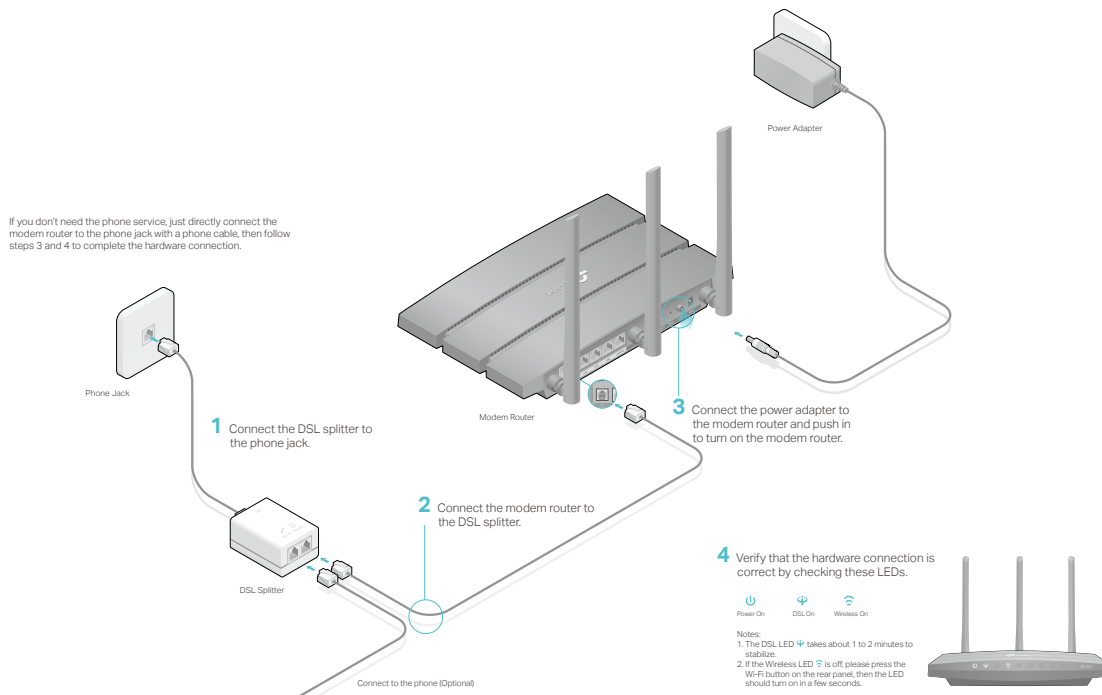 Power Adapter
If you don't need the phone service, just directly connect the
modem router to the phone jack with a phone cable, then follow
steps 3 and 4 to complete the hardware connection.
Phone Jack
Modem Router
1 Connect the DSL splitter to
the phone jack.
3 Connect the power adapter to
the modem router and push in
to turn on the modem router.
2 Connect the modem router to
the DSL splitter.
DSL Splitter
4 Verify that the hardware connection is
correct by checking these LEDs.
Power On
DSL On
Wireless On
Notes:
1. The DSL LED takes about 1 to 2 minutes to
stabilize.
2. If the Wireless LED is off, please press the
Wi-Fi button on the rear panel, then the LED
should turn on in a few seconds.
Connect to the phone (Optional)